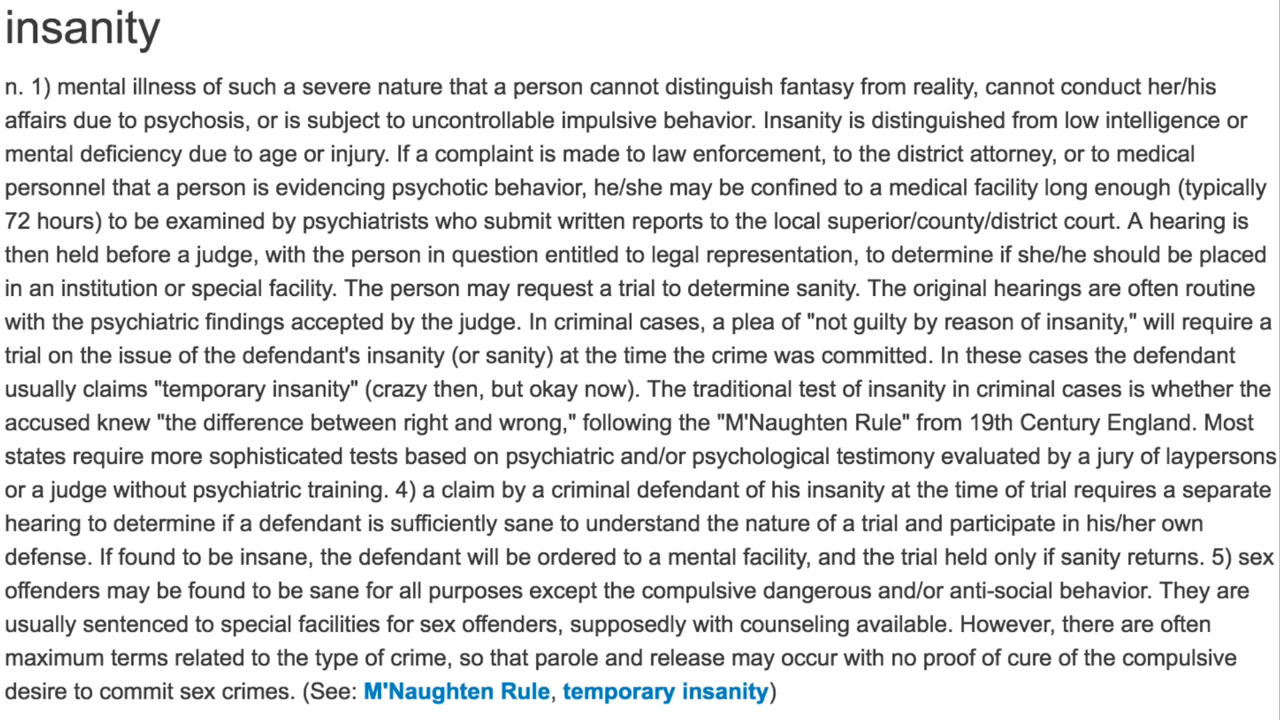 insanity
n. 1) mental illness of such a severe nature that a person cannot distinguish fantasy from reality, cannot conduct her/his
affairs due to psychosis, or is subject to uncontrollable impulsive behavior. Insanity is distinguished from low intelligence or
mental deficiency due to age or injury. If a complaint is made to law enforcement, to the district attorney, or to medical
personnel that a person is evidencing psychotic behavior, he/she may be confined to a medical facility long enough (typically
72 hours) to be examined by psychiatrists who submit written reports to the local superior/county/district court. A hearing is
then held before a judge, with the person in question entitled to legal representation, to determine if she/he should be placed
in an institution or special facility. The person may request a trial to determine sanity. The original hearings are often routine
with the psychiatric findings accepted by the judge. In criminal cases, a plea of "not guilty by reason of insanity," will require a
trial on the issue of the defendant's insanity (or sanity) at the time the crime was committed. In these cases the defendant
usually claims "temporary insanity" (crazy then, but okay now). The traditional test of insanity in criminal cases is whether the
accused knew "the difference between right and wrong," following the "M'Naughten Rule" from 19th Century England. Most
states require more sophisticated tests based on psychiatric and/or psychological testimony evaluated by a jury of laypersons
or a judge without psychiatric training. 4) a claim by a criminal defendant of his insanity at the time of trial requires a separate
hearing to determine if a defendant is sufficiently sane to understand the nature of a trial and participate in his/her own
defense. If found to be insane, the defendant will be ordered to a mental facility, and the trial held only if sanity returns. 5) sex
offenders may be found to be sane for all purposes except the compulsive dangerous and/or anti-social behavior. They are
usually sentenced to special facilities for sex offenders, supposedly with counseling available. However, there are often
maximum terms related to the type of crime, so that parole and release may occur with no proof of cure of the compulsive
desire to commit sex crimes. (See: M'Naughten Rule, temporary insanity)